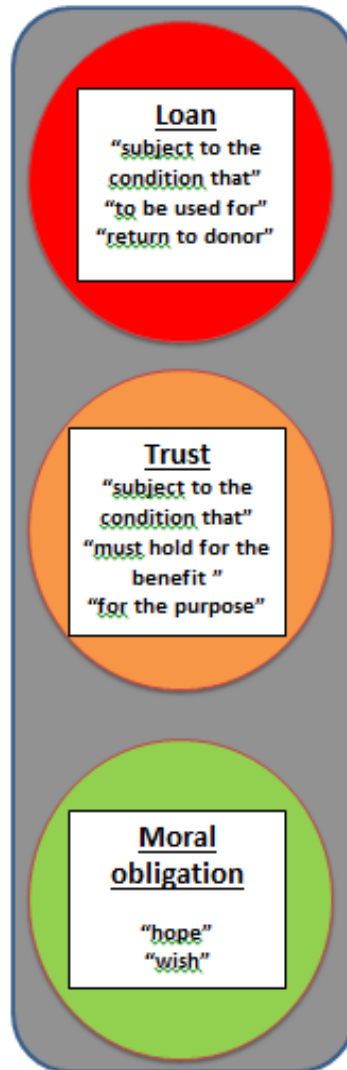 Loan
“subject to the
condition that”
“to be used for”
“return to donor”
Trust
“subject to the
condition that”
“must hold for the
benefit ”
“for the purpose”
Moral
obligation
“hope”
“wish”